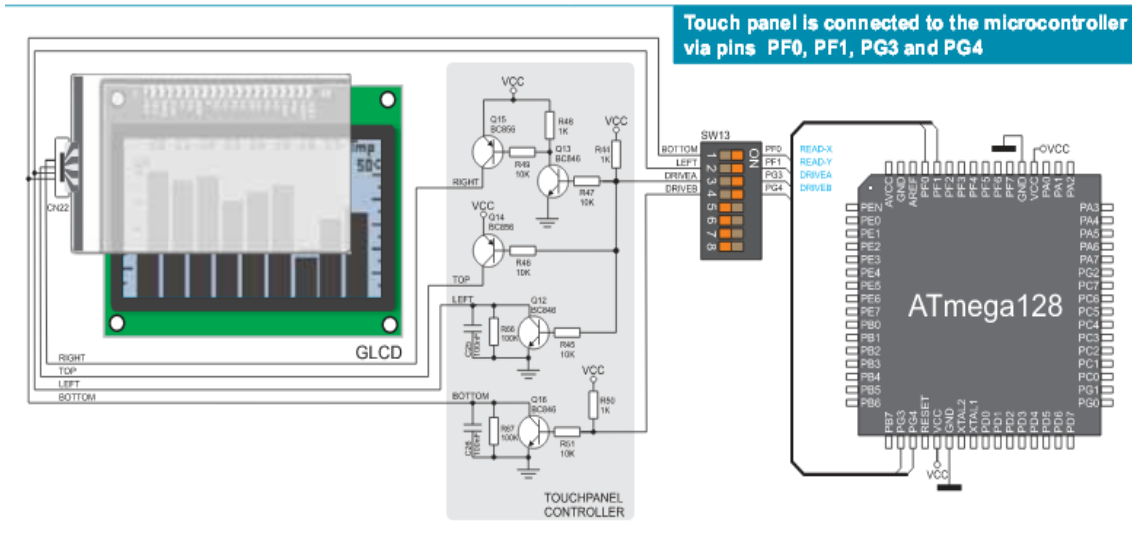 Touch panel is connected to the microcontroller
via pins PF0, PF1, PG3 and PG4
VCC
Q15
BC856
R48
1K
VCC
Q13
BC846
R44
1K
R49
10K
R47
10K
RIGHT
VCC
Q14
BC856
R46
10K
TOP
LEFT
Q12
BC846
C25
100nF
R66
100K
R45
10K
VCC
BOTTOM
Q16
BC846
R50
1K
C26
100nF
R67
100K
R51
10K
TOUCHPANEL
CONTROLLER
CN22
50C
GLCD
RIGHT
TOP
LEFT
BOTTOM
SW13
BOTTOM 1 PF0 READ-X
LEFT 2 PF1 READ-Y
DRIVEA 3 PG3 DRIVEA
DRIVEB 4 PG4 DRIVEB
5
6
7
8
ON
VCC
AVCC
GND
AREF
PF0
PF1
PF2
PF3
PF4
PF5
PF6
PF7
GND
VCC
PA0
PA1
PA2
PEN
PE0
PE1
PE2
PE3
PE4
PE5
PE6
PE7
PB0
PB1
PB2
PB3
PB4
PB5
PB6
ATmega128
PA3
PA4
PA5
PA6
PA7
PG2
PC7
PC6
PC5
PC4
PC3
PC2
PC1
PC0
PG1
PG0
PB7
PG3
PG4
RESET
VCC
GND
XTAL2
XTAL1
PD0
PD1
PD2
PD3
PD4
PD5
PD6
PD7
VCC